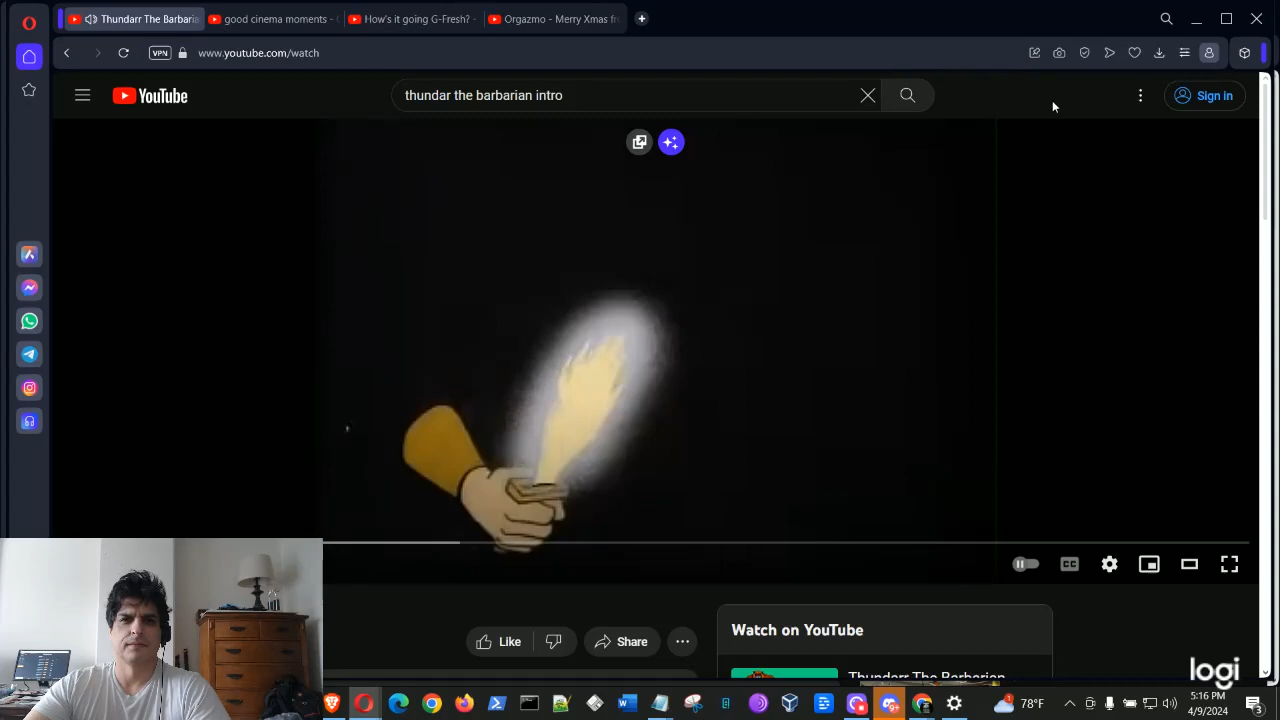 Thundarr The Barbaria
good cinema moments -
How's it going G-Fresh? -
Orgazmo - Merry Xmas fr
VPN
www.youtube.com/watch
YouTube
thundar the barbarian intro
Sign in
CC
Like
Share
Watch on YouTube
Thundarr The Barbarian
logi
78°F
5:16 PM
4/9/2024
3